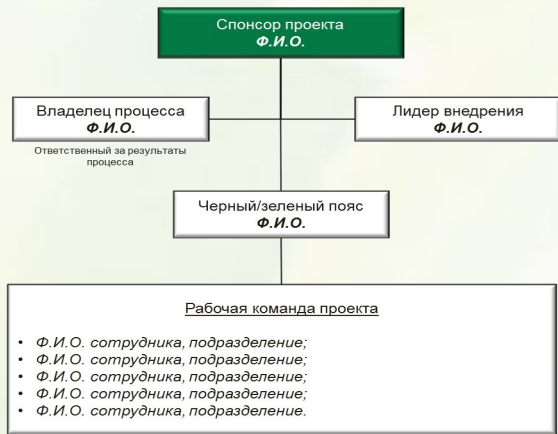 Спонсор проекта
Ф.И.О.
Владелец процесса
Ф.И.О.
Лидер внедрения
Ф.И.О.
Ответственный за результаты
процесса
Черный/зеленый пояс
Ф.И.О.
Рабочая команда проекта
• Ф.И.О. сотрудника, подразделение;
• Ф.И.О. сотрудника, подразделение;
• Ф.И.О. сотрудника, подразделение;
• Ф.И.О. сотрудника, подразделение;
• Ф.И.О. сотрудника, подразделение.